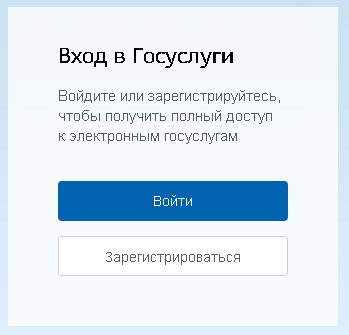 Вход в Госуслуги
Войдите или зарегистрируйтесь,
чтобы получить полный доступ
к электронным госуслугам
Войти
Зарегистрироваться